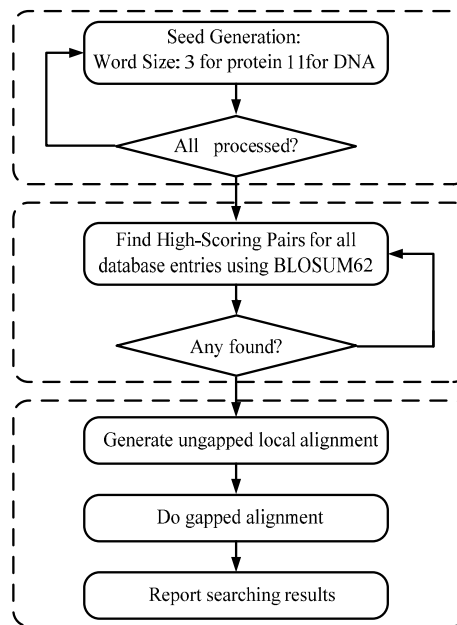 Seed Generation:
Word Size: 3 for protein 11for DNA
All processed?
Find High-Scoring Pairs for all
database entries using BLOSUM62
Any found?
Generate ungapped local alignment
Do gapped alignment
Report searching results